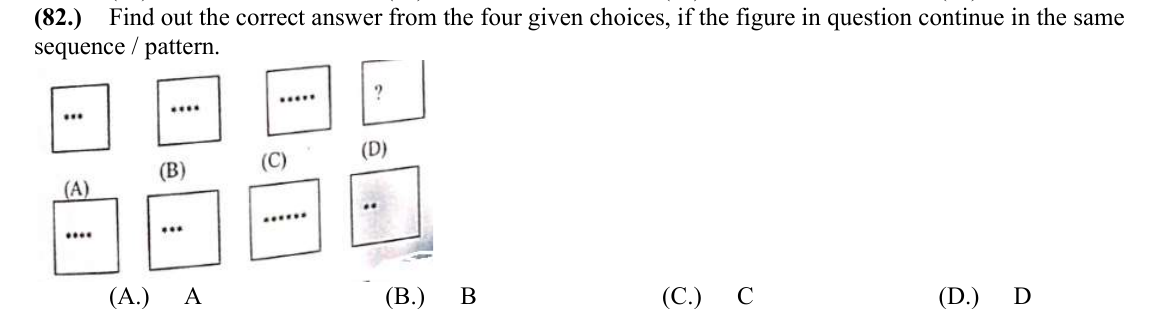 (82.) Find out the correct answer from the four given choices, if the figure in question continue in the same
sequence / pattern.
?
(A) (B) (C) (D)
(A.) A (B.) B (C.) C (D.) D